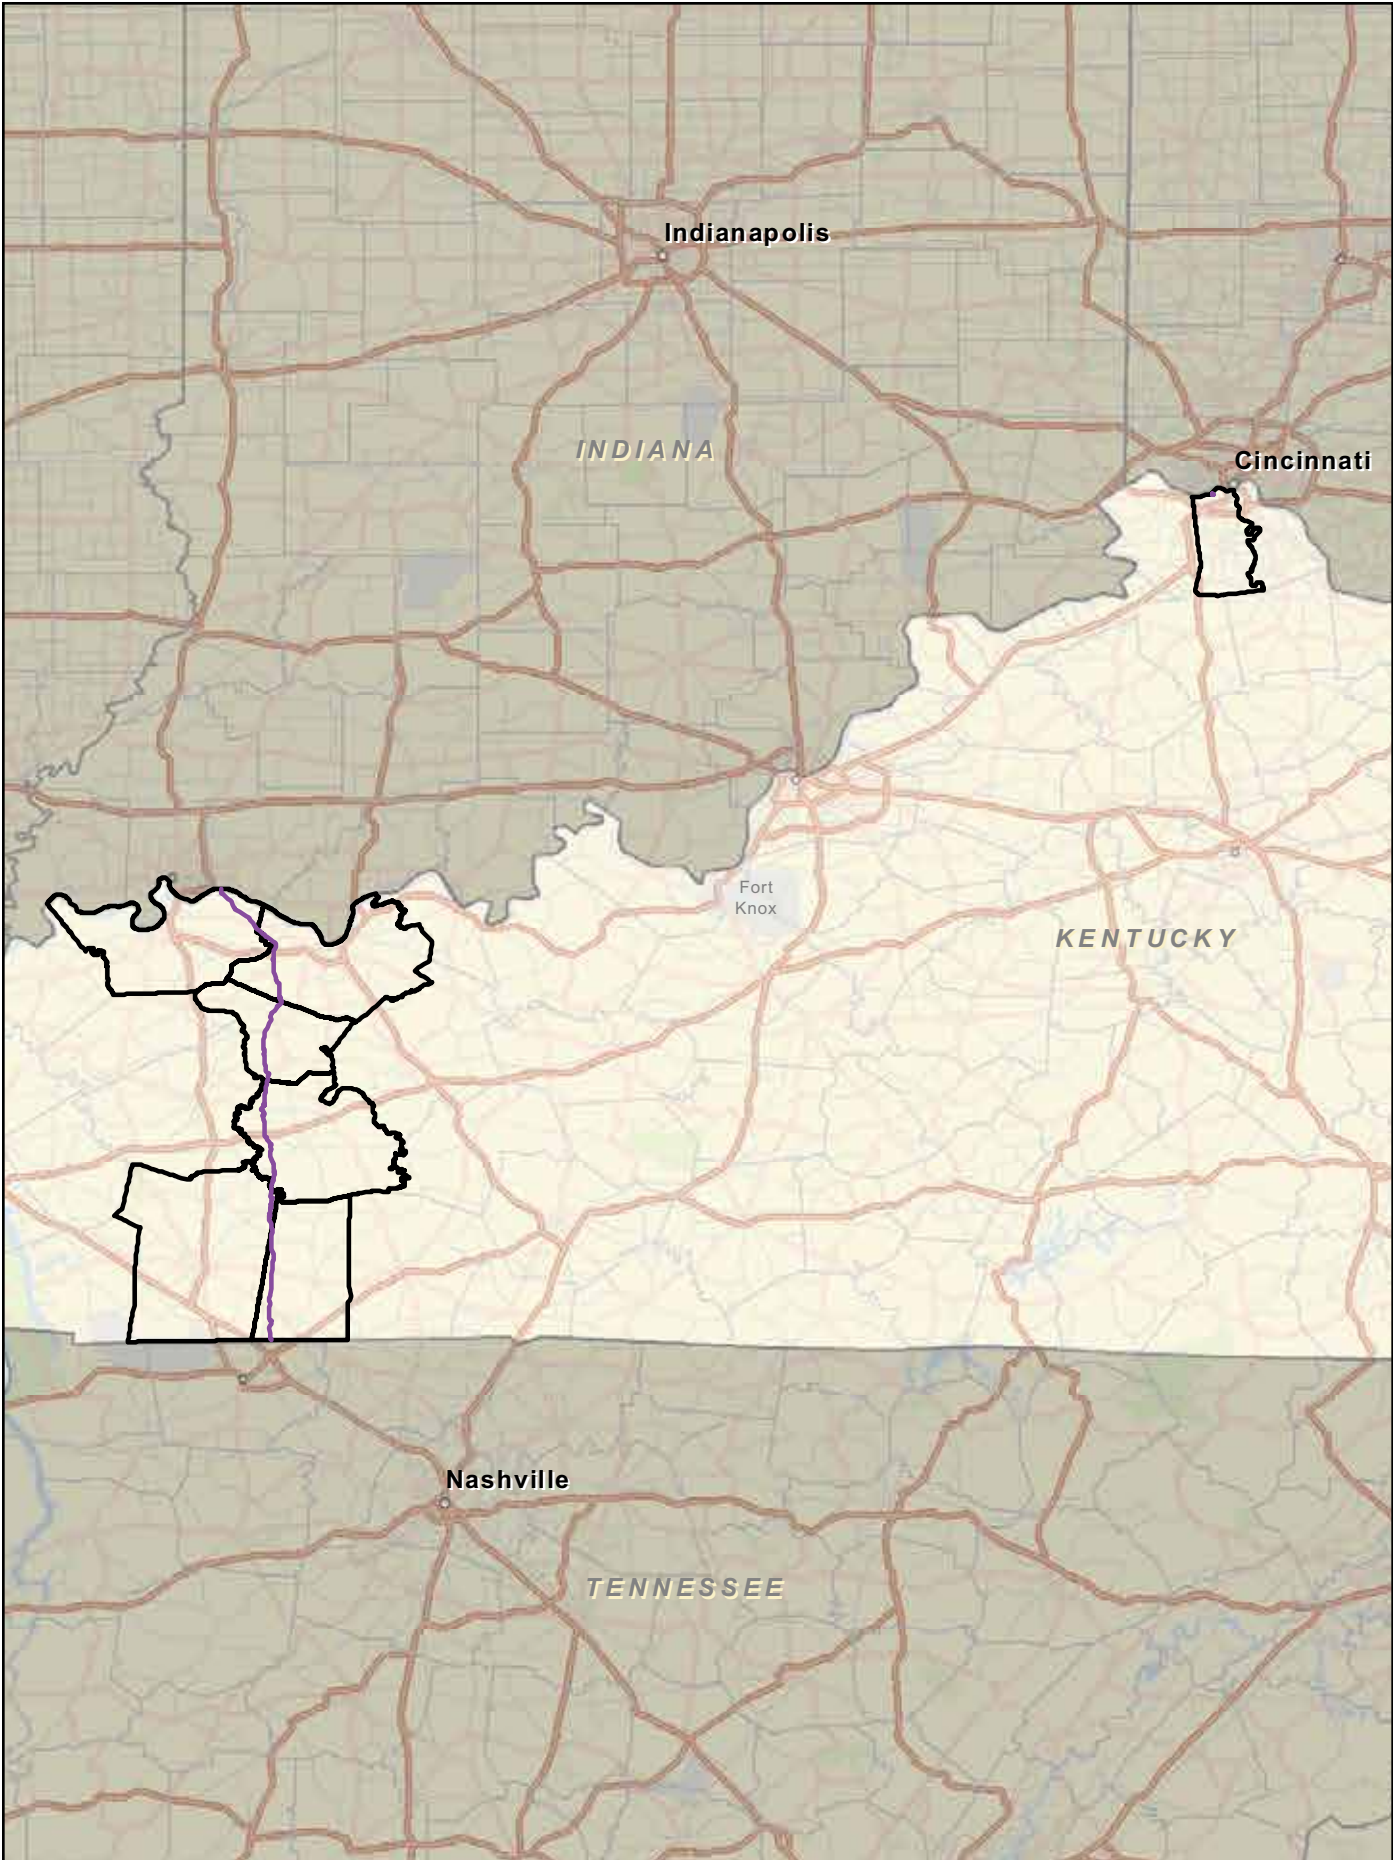 Indianapolis
INDIANA
Cincinnati
Fort
Knox
KENTUCKY
Nashville
TENNESSEE